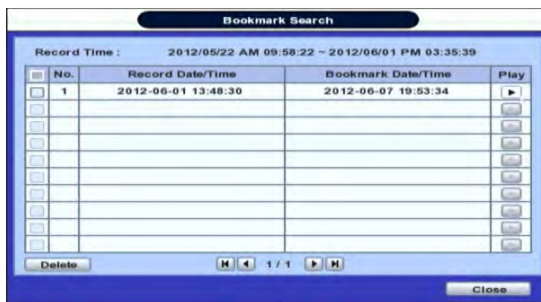 Bookmark Search
Record Time : 2012/05/22 AM 09:58:22 ~ 2012/06/01 PM 03:35:39
No. Record Date/Time Bookmark Date/Time Play
1 2012-06-01 13:48:30 2012-06-07 19:53:34
Delete 1 / 1
Close